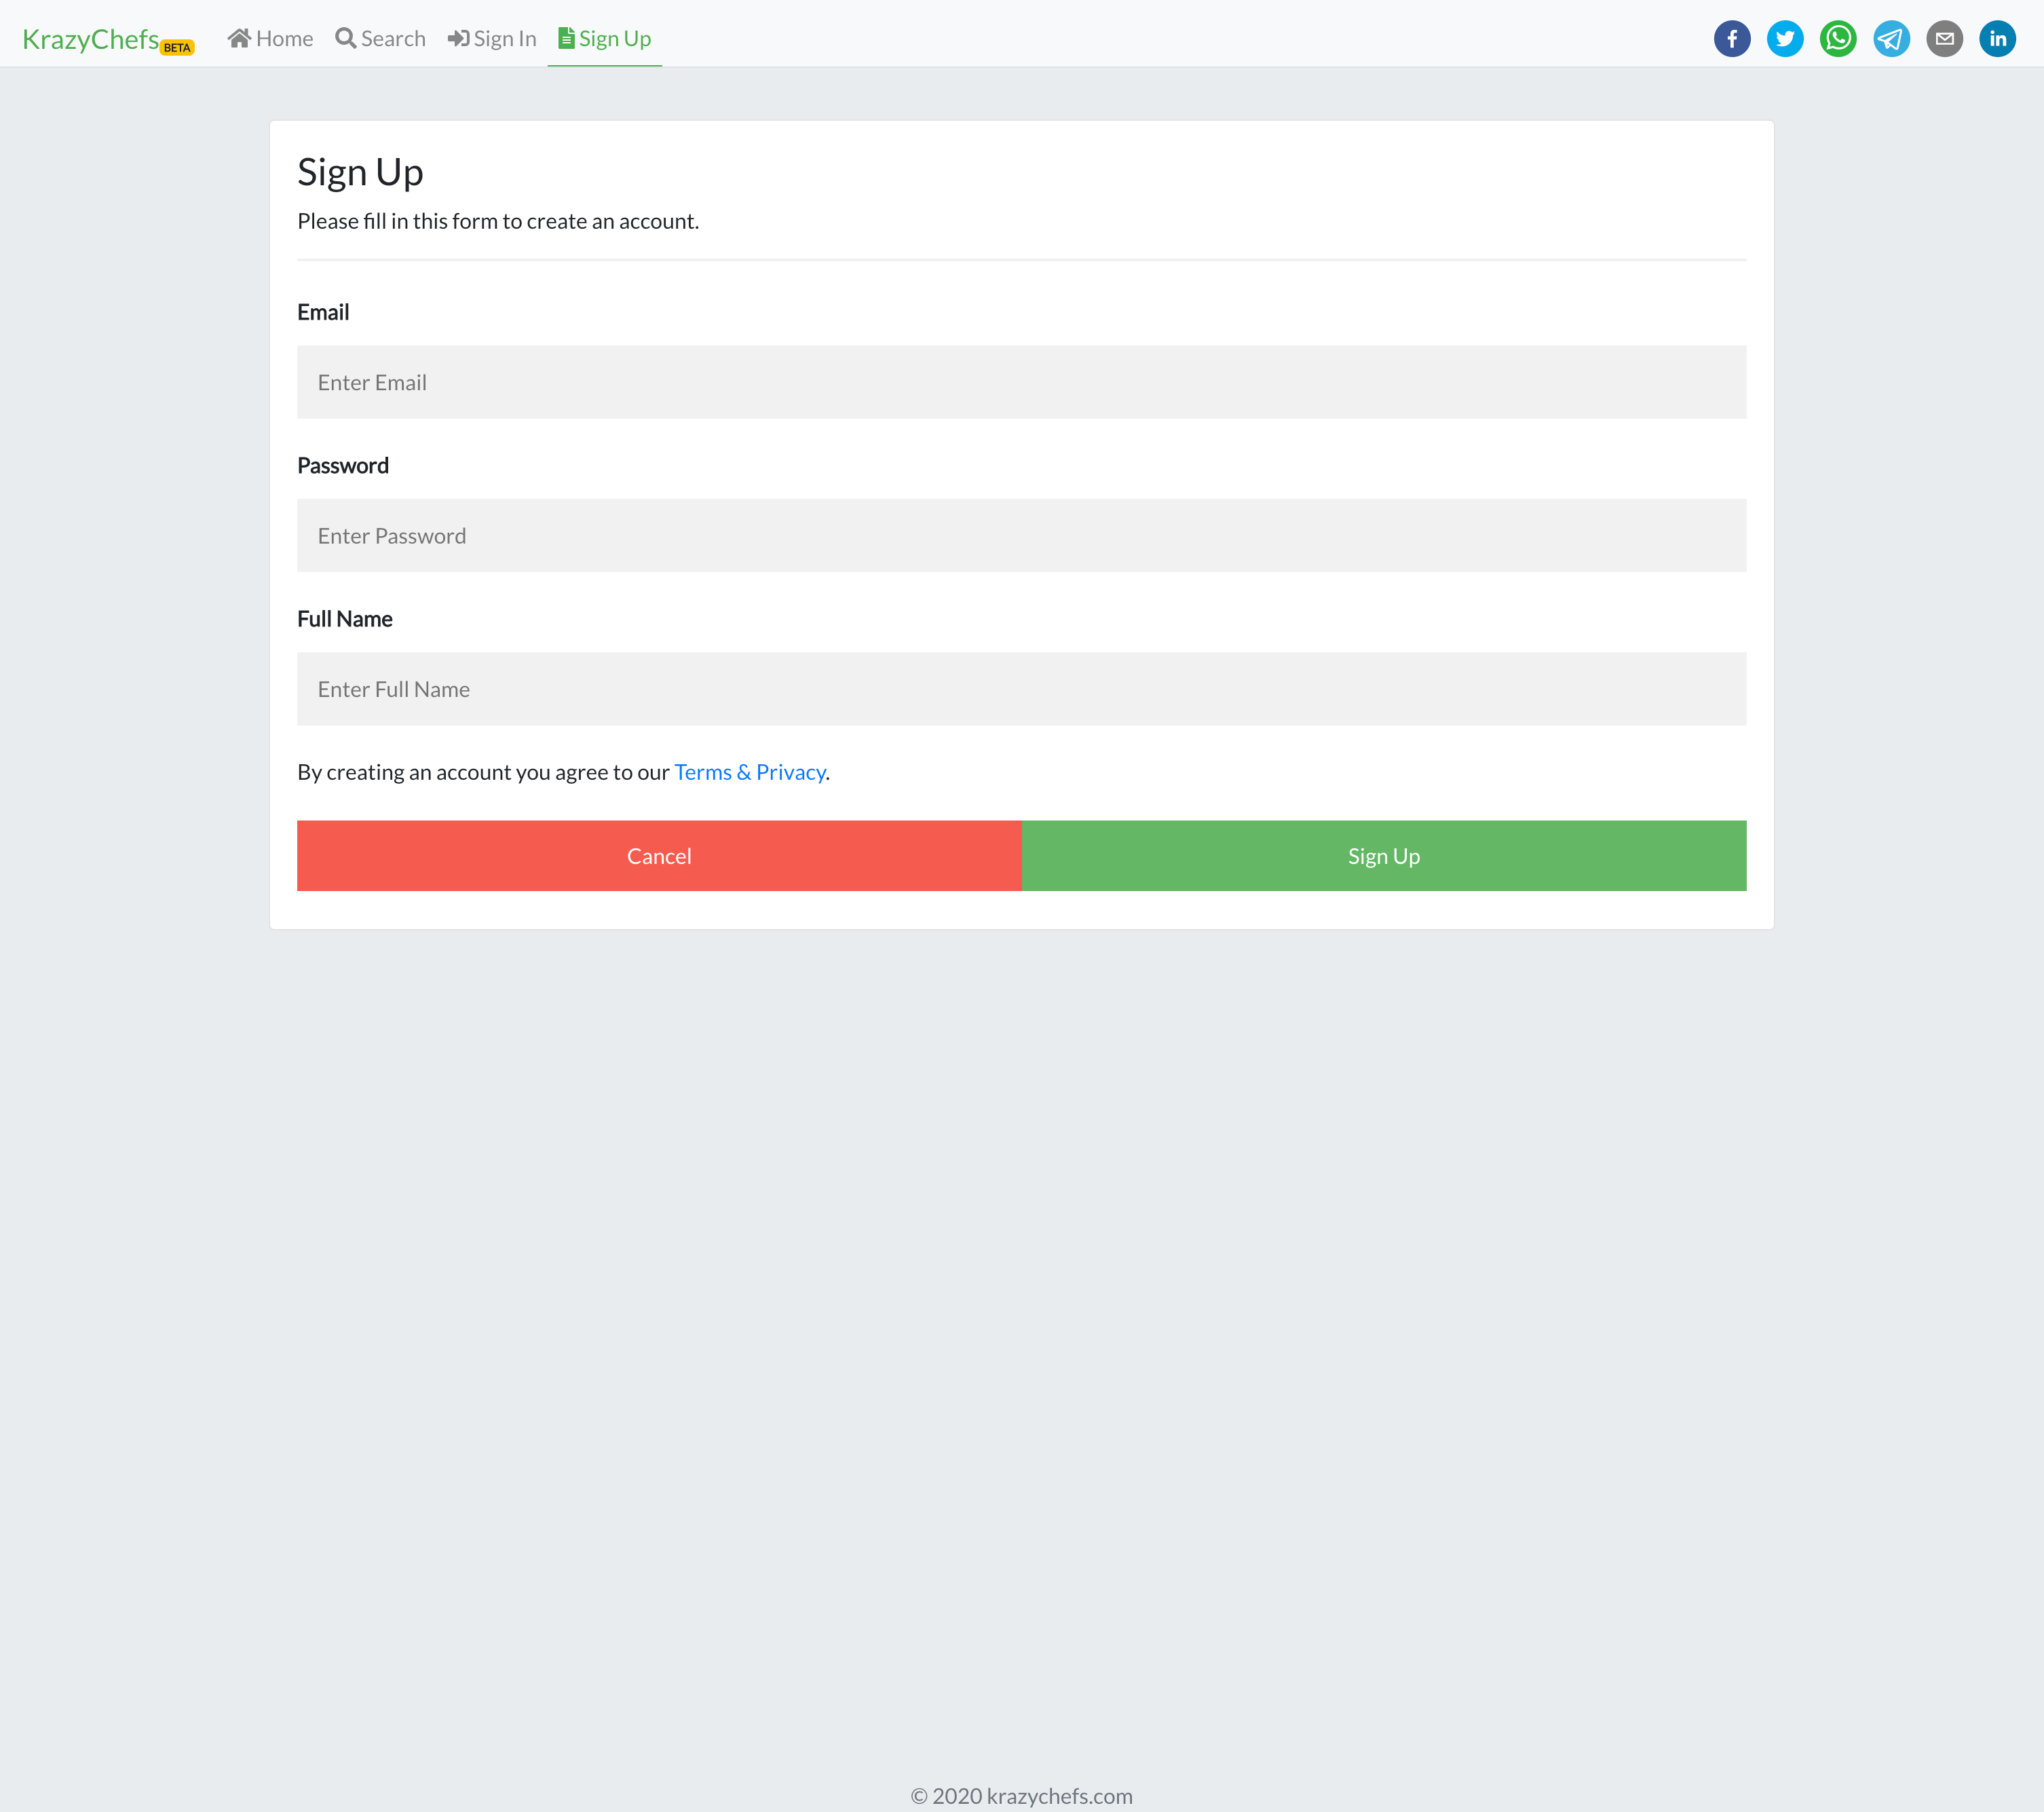 KrazyChefs BETA Home Search Sign In Sign Up
Sign Up
Please fill in this form to create an account.
Email
Enter Email
Password
Enter Password
Full Name
Enter Full Name
By creating an account you agree to our Terms & Privacy.
Cancel Sign Up
© 2020 krazychefs.com